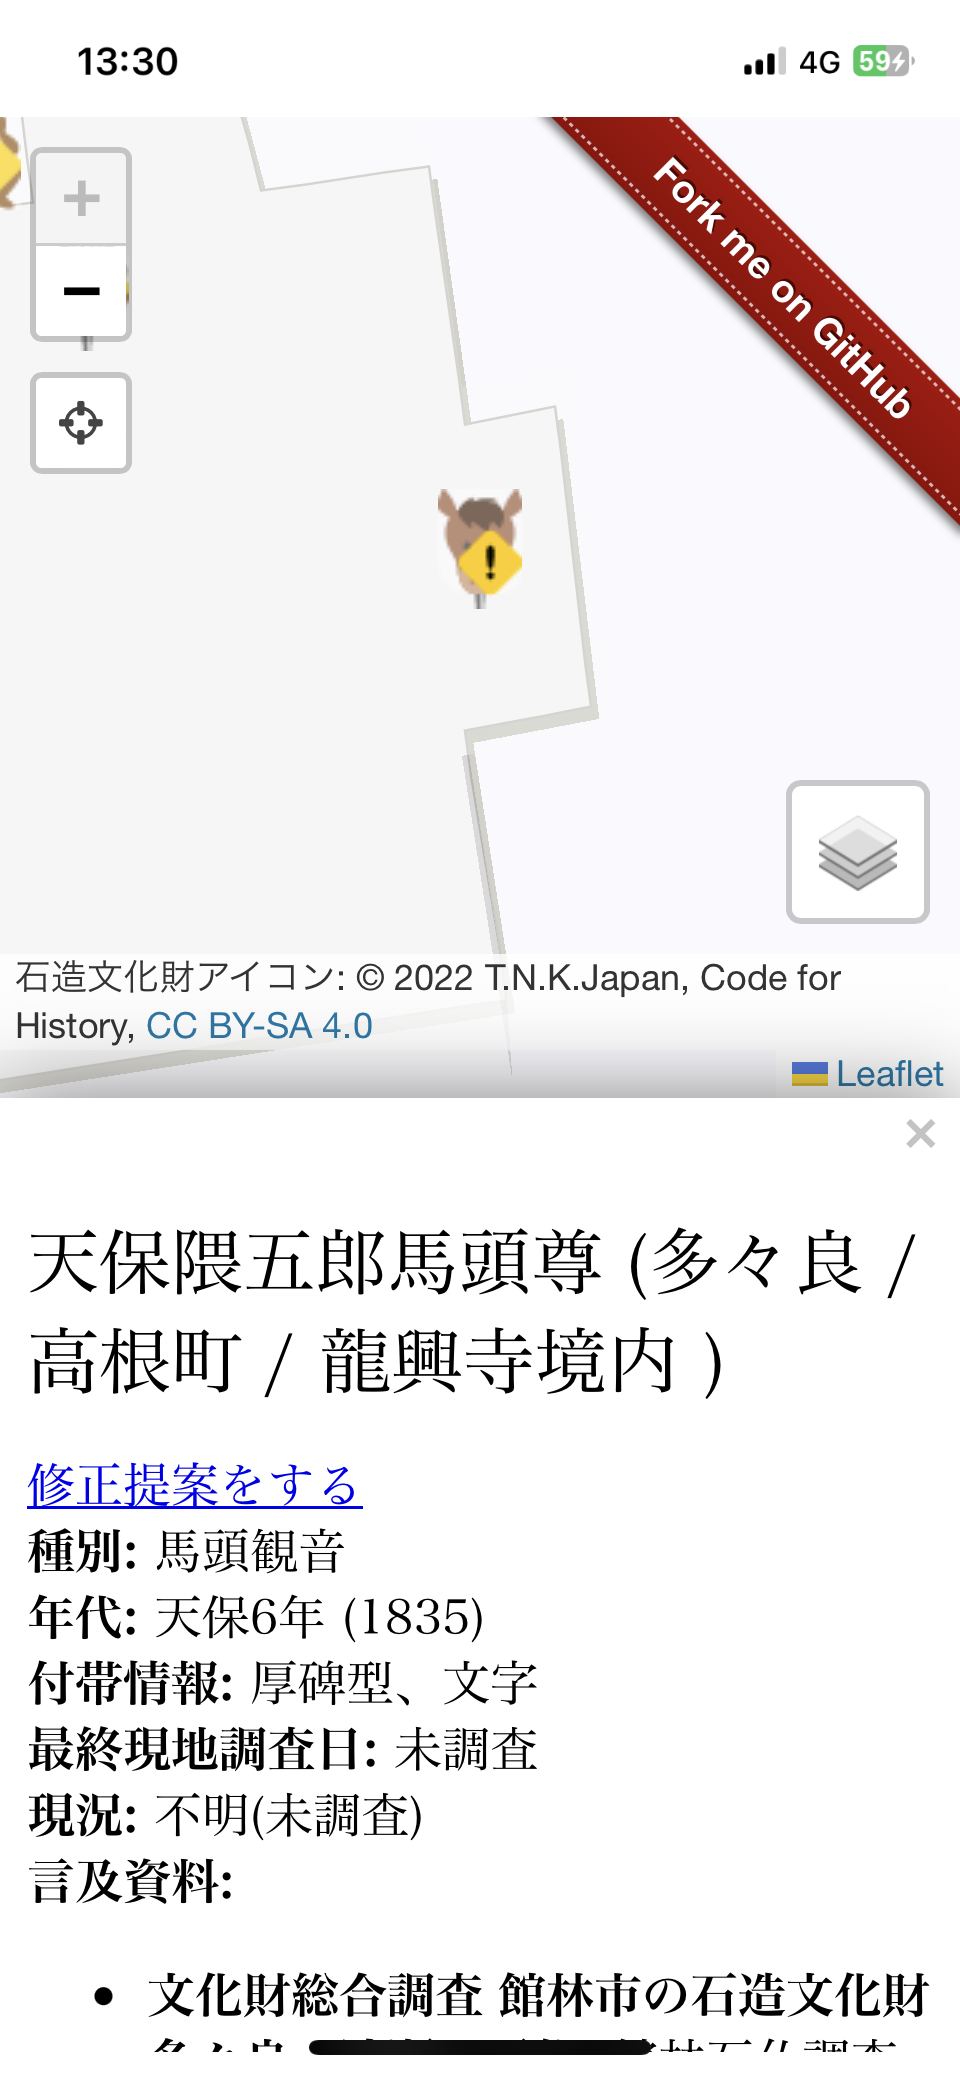 13:30
4G 59
Fork me on GitHub
石造文化財アイコン: © 2022 T.N.K.Japan, Code for
History, CC BY-SA 4.0
Leaflet
天保隈五郎馬頭尊 (多々良 /
高根町 / 龍興寺境内 )
修正提案をする
種別: 馬頭観音
年代: 天保6年 (1835)
付帯情報: 厚碑型、文字
最終現地調査日: 未調査
現況: 不明(未調査)
言及資料:
• 文化財総合調査 館林市の石造文化財